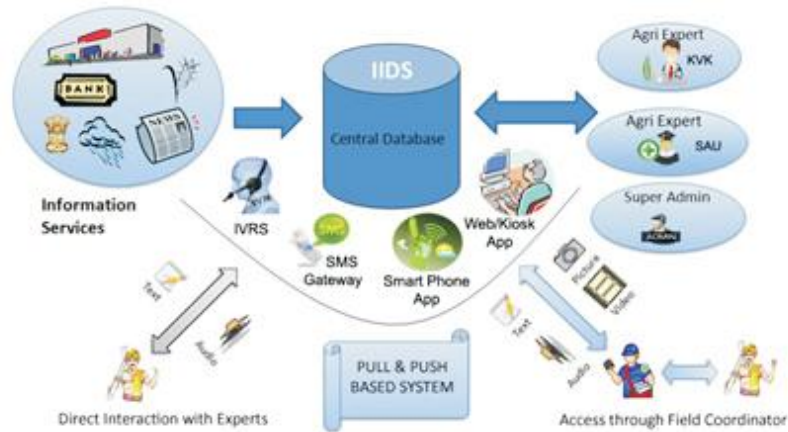 IIDS
Central Database
BANK
NEWS
Information
Services
Agri Expert
KVK
Agri Expert
SAU
Super Admin
ADMIN
IVRS
SMS
SMS
Gateway
Smart Phone
App
Web/Kiosk
App
Text
Audio
Picture
Video
Text
Audio
PULL & PUSH
BASED SYSTEM
Direct Interaction with Experts
Access through Field Coordinator